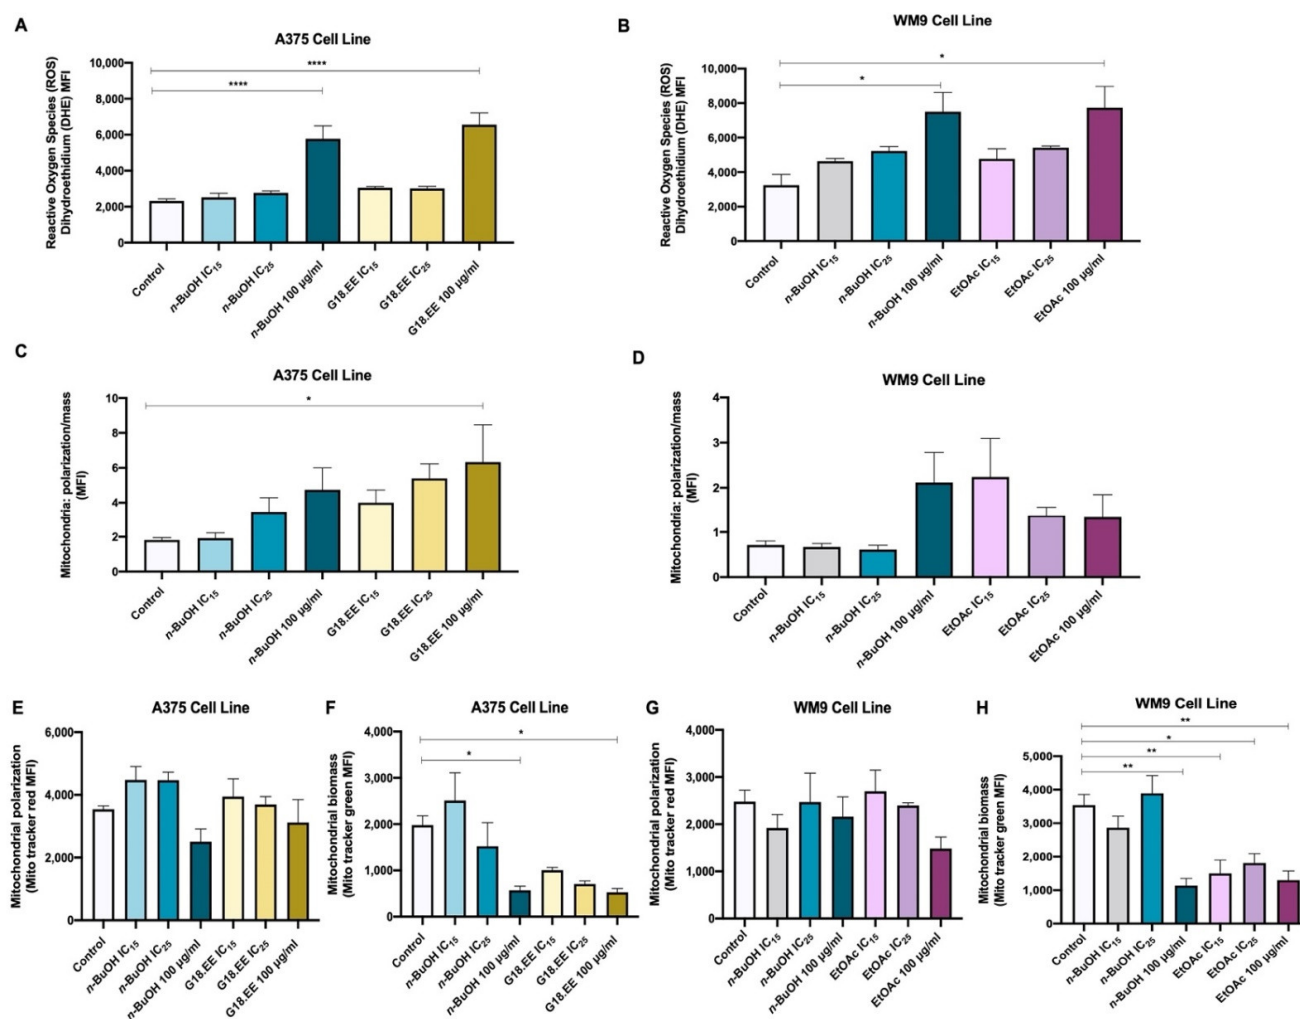 A
A375 Cell Line
Reactive Oxygen Species (ROS)
Dihydroethidium (DHE) MFI
10,000
8,000
6,000
4,000
2,000
0
****
****
Control
n-BuOH IC15
n-BuOH IC25
n-BuOH 100 µg/ml
G18.EE IC15
G18.EE IC25
G18.EE 100 µg/ml
B
WM9 Cell Line
Reactive Oxygen Species (ROS)
Dihydroethidium (DHE) MFI
10,000
8,000
6,000
4,000
2,000
0
*
*
Control
n-BuOH IC15
n-BuOH IC25
n-BuOH 100 µg/ml
EtOAc IC15
EtOAc IC25
EtOAc 100 µg/ml
C
A375 Cell Line
Mitochondria: polarization/mass
(MFI)
10
8
6
4
2
0
*
Control
n-BuOH IC15
n-BuOH IC25
n-BuOH 100 µg/ml
G18.EE IC15
G18.EE IC25
G18.EE 100 µg/ml
D
WM9 Cell Line
Mitochondria: polarization/mass
(MFI)
4
3
2
1
0
Control
n-BuOH IC15
n-BuOH IC25
n-BuOH 100 µg/ml
EtOAc IC15
EtOAc IC25
EtOAc 100 µg/ml
E
A375 Cell Line
Mitochondrial polarization
(Mito tracker red MFI)
6,000
4,000
2,000
0
Control
n-BuOH IC15
n-BuOH IC25
n-BuOH 100 µg/ml
G18.EE IC15
G18.EE IC25
G18.EE 100 µg/ml
F
A375 Cell Line
Mitochondrial biomass
(Mito tracker green MFI)
4,000
3,000
2,000
1,000
0
*
*
Control
n-BuOH IC15
n-BuOH IC25
n-BuOH 100 µg/ml
G18.EE IC15
G18.EE IC25
G18.EE 100 µg/ml
G
WM9 Cell Line
Mitochondrial polarization
(Mito tracker red MFI)
4,000
3,000
2,000
1,000
0
Control
n-BuOH IC15
n-BuOH IC25
n-BuOH 100 µg/ml
EtOAc IC15
EtOAc IC25
EtOAc 100 µg/ml
H
WM9 Cell Line
Mitochondrial biomass
(Mito tracker green MFI)
5,000
4,000
3,000
2,000
1,000
0
**
*
**
**
Control
n-BuOH IC15
n-BuOH IC25
n-BuOH 100 µg/ml
EtOAc IC15
EtOAc IC25
EtOAc 100 µg/ml